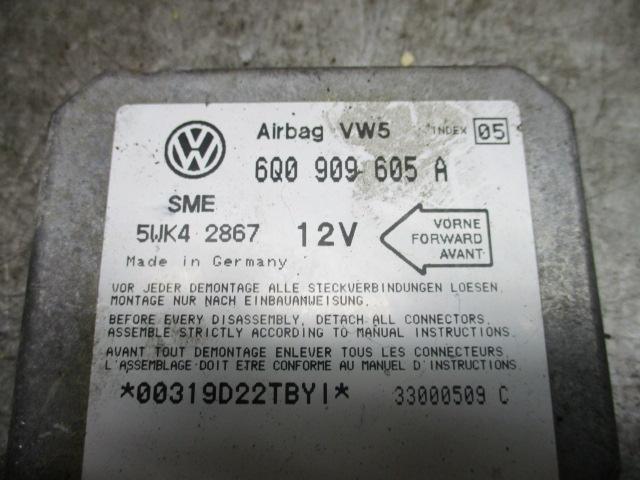 Airbag VW5 INDEX 05
6Q0 909 605 A
SME
5WK4 2867 12V
VORNE
FORWARD
AVANT
Made in Germany
VOR JEDER DEMONTAGE ALLE STECKVERBINDUNGEN LOESEN.
MONTAGE NUR NACH EINBAUANWEISUNG.
BEFORE EVERY DISASSEMBLY, DETACH ALL CONNECTORS.
ASSEMBLE STRICTLY ACCORDING TO MANUAL INSTRUCTIONS.
AVANT TOUT DEMONTAGE ENLEVER TOUS LES CONNECTEURS.
L'ASSEMBLAGE DOIT ETRE CONFORME AU MANUEL D'INSTRUCTIONS.
*00319D22TBYI* 33000509 C